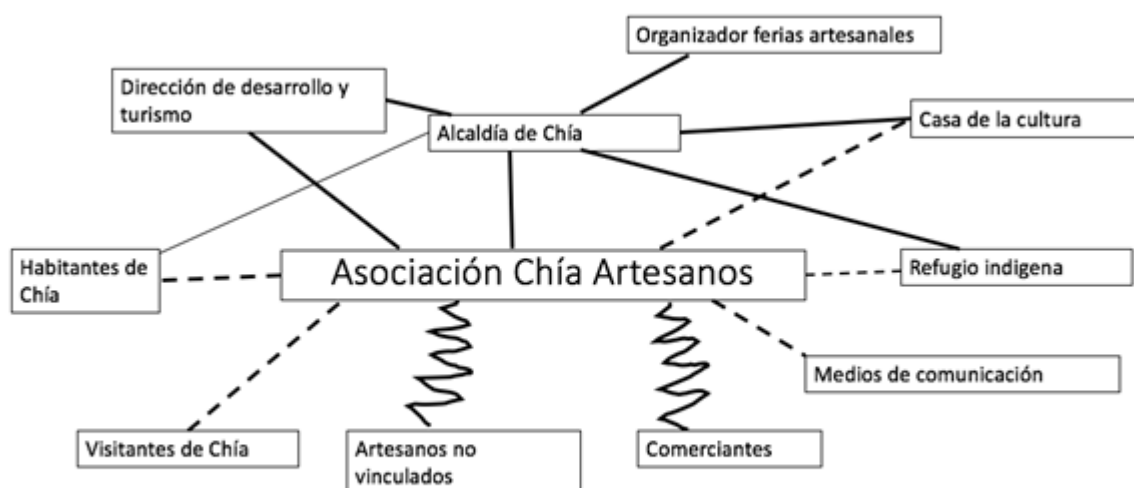 Organizador ferias artesanales
Dirección de desarrollo y
turismo
Alcaldía de Chía
Casa de la cultura
Habitantes de
Chía
Asociación Chía Artesanos
Refugio indigena
Medios de comunicación
Visitantes de Chía
Artesanos no
vinculados
Comerciantes